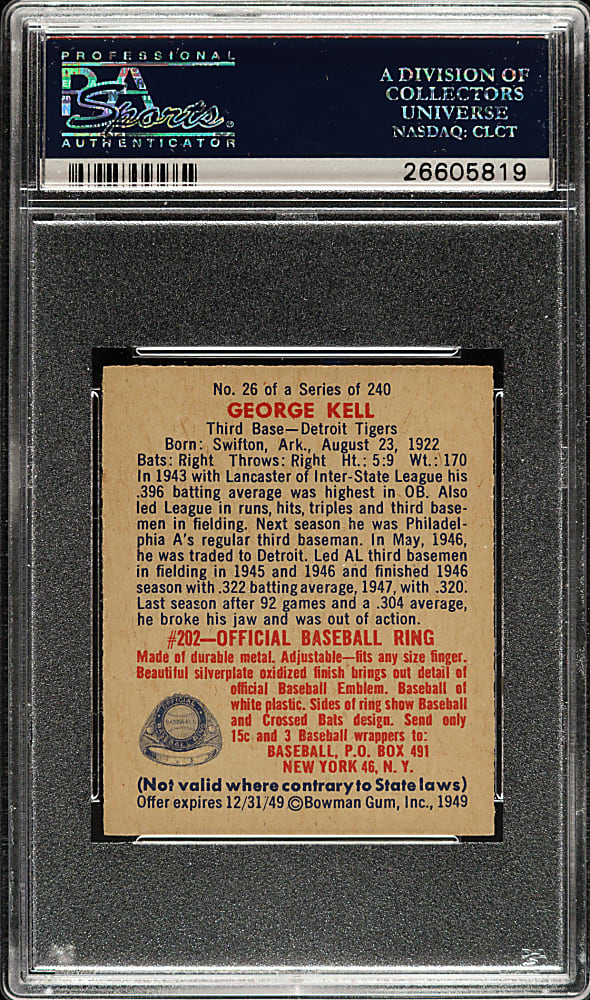 PROFESSIONAL
PSA
Sports®
AUTHENTICATOR
A DIVISION OF
COLLECTORS
UNIVERSE
NASDAQ: CLCT
26605819
No. 26 of a Series of 240
GEORGE KELL
Third Base—Detroit Tigers
Born: Swifton, Ark., August 23, 1922
Bats: Right Throws: Right Ht.: 5:9 Wt.: 170
In 1943 with Lancaster of Inter-State League his
.396 batting average was highest in OB. Also
led League in runs, hits, triples and third base-
men in fielding. Next season he was Philadel-
phia A's regular third baseman. In May, 1946,
he was traded to Detroit. Led AL third basemen
in fielding in 1945 and 1946 and finished 1946
season with .322 batting average, 1947, with .320.
Last season after 92 games and a .304 average,
he broke his jaw and was out of action.
#202—OFFICIAL BASEBALL RING
Made of durable metal. Adjustable—fits any size finger.
Beautiful silverplate oxidized finish brings out detail of
official Baseball Emblem. Baseball of
white plastic. Sides of ring show Baseball
and Crossed Bats design. Send only
15c and 3 Baseball wrappers to:
BASEBALL, P.O. BOX 491
NEW YORK 46, N. Y.
OFFICIAL
BASEBALL
(Not valid where contrary to State laws)
Offer expires 12/31/49 ©Bowman Gum, Inc., 1949